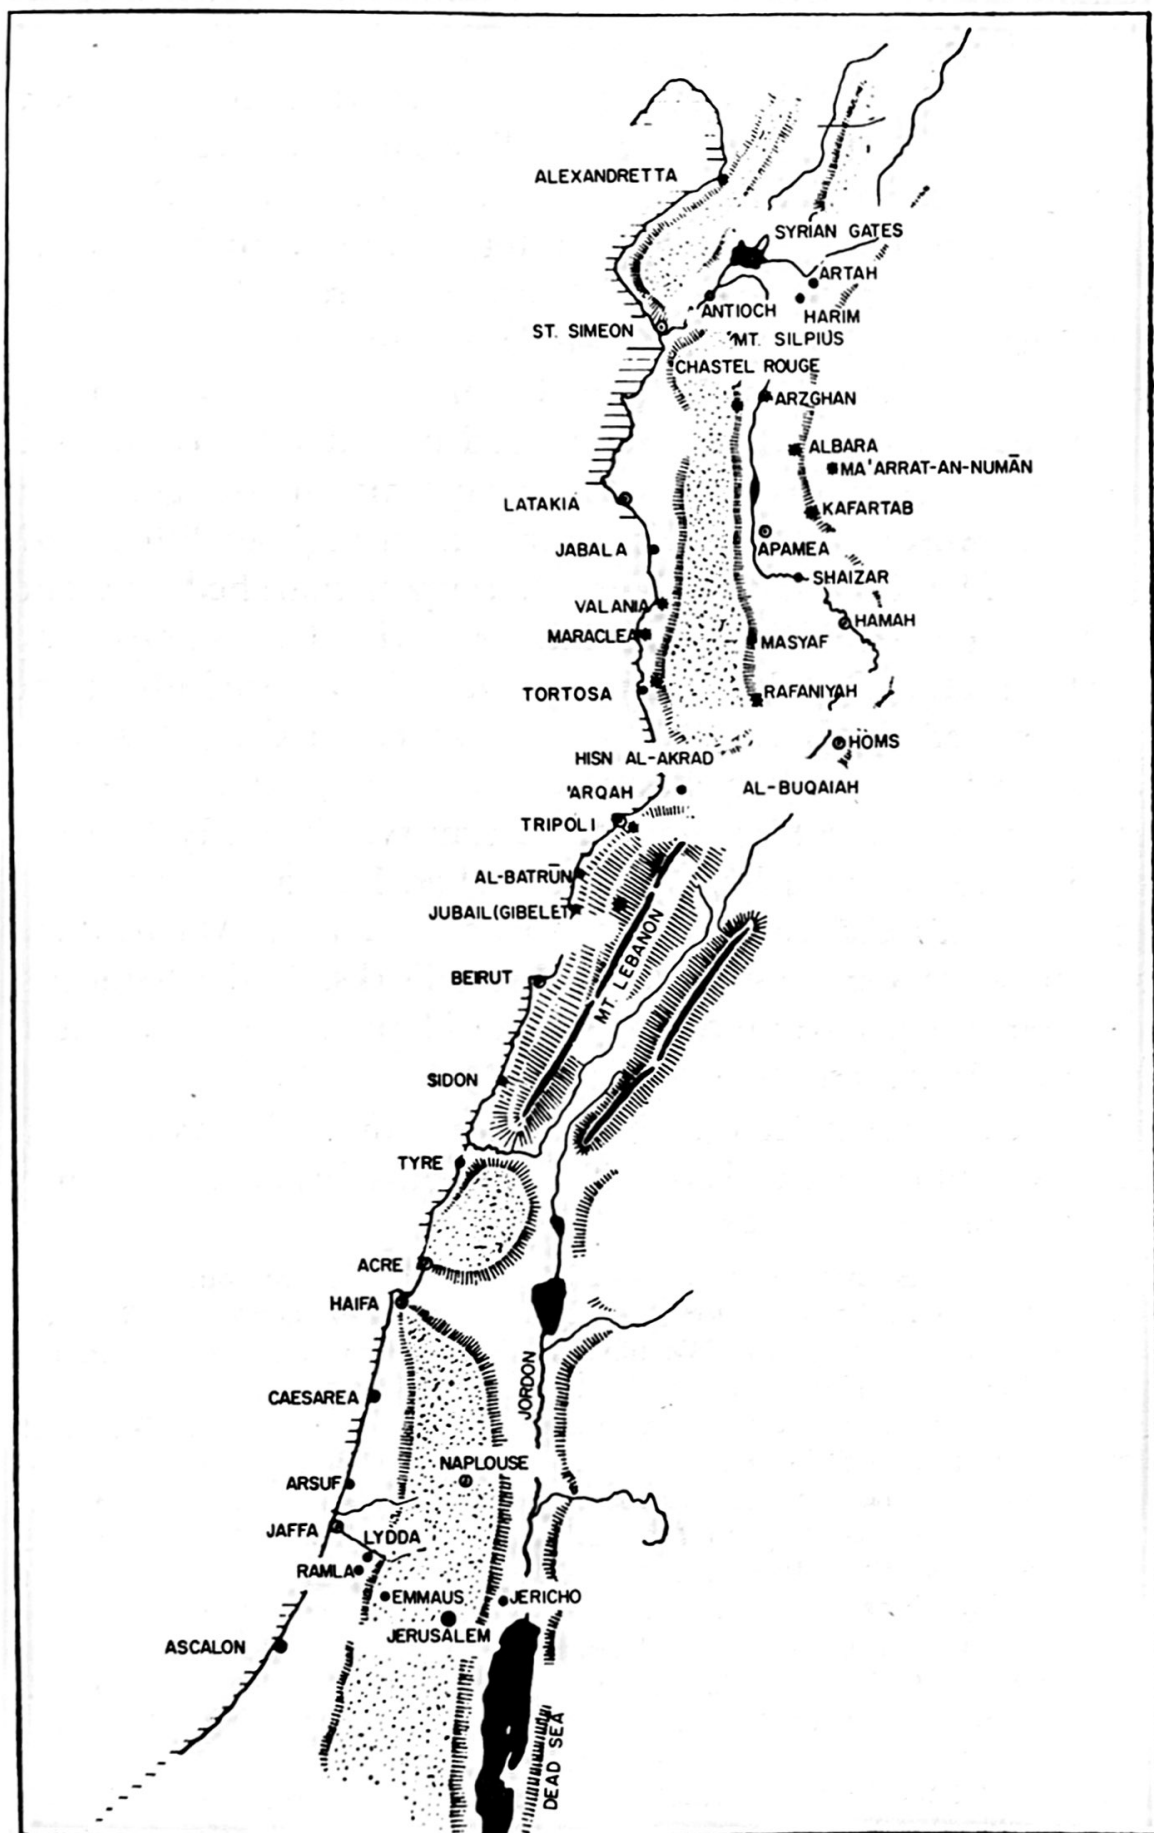 ALEXANDRETTA
SYRIAN GATES
ARTAH
ANTIOCH
HARIM
ST. SIMEON
MT. SILPIUS
CHASTEL ROUGE
ARZGHAN
ALBARA
MA'ARRAT-AN-NUMĀN
LATAKIA
KAFARTAB
JABALA
APAMEA
SHAIZAR
VALANIA
HAMAH
MARACLEA
MASYAF
TORTOSA
RAFANIYAH
HOMS
HISN AL-AKRAD
'ARQAH
AL-BUQAIAH
TRIPOLI
AL-BATRŪN
JUBAIL(GIBELET)
MT. LEBANON
BEIRUT
SIDON
TYRE
ACRE
HAIFA
JORDON
CAESAREA
NAPLOUSE
ARSUF
JAFFA
LYDDA
RAMLA
EMMAUS
JERICHO
JERUSALEM
ASCALON
DEAD SEA